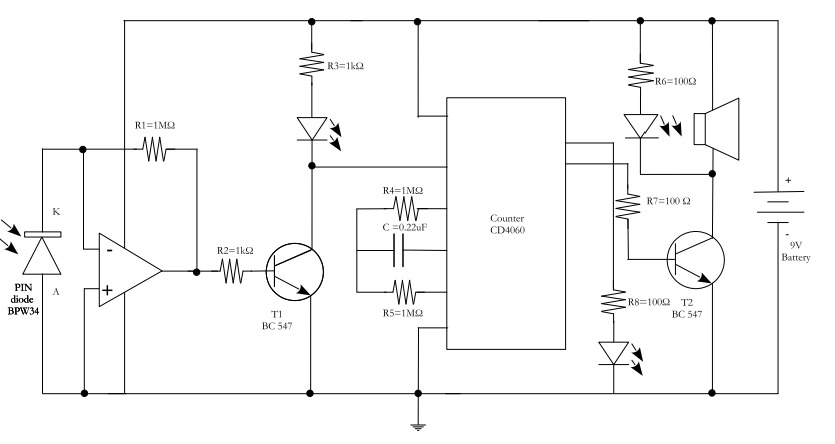 R3=1kΩ
R6=100Ω
R1=1MΩ
K
R4=1MΩ
R7=100 Ω
+
C =0.22uF
Counter
CD4060
-
9V
Battery
-
R2=1kΩ
+
A
PIN
diode
BPW34
R5=1MΩ
R8=100Ω
T1
BC 547
T2
BC 547